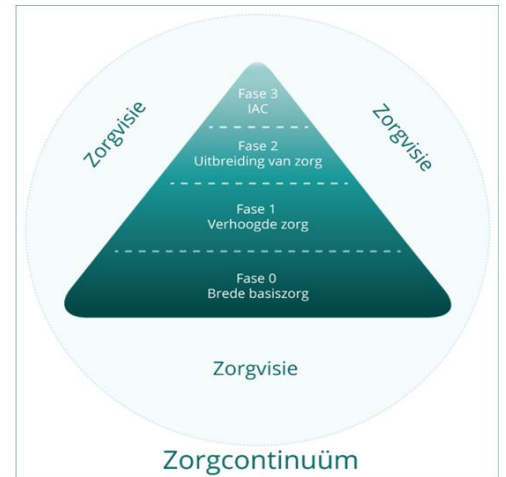 Zorgvisie
Zorgvisie
Fase 3
IAC
Fase 2
Uitbreiding van zorg
Fase 1
Verhoogde zorg
Fase 0
Brede basiszorg
Zorgvisie
Zorgcontinuüm